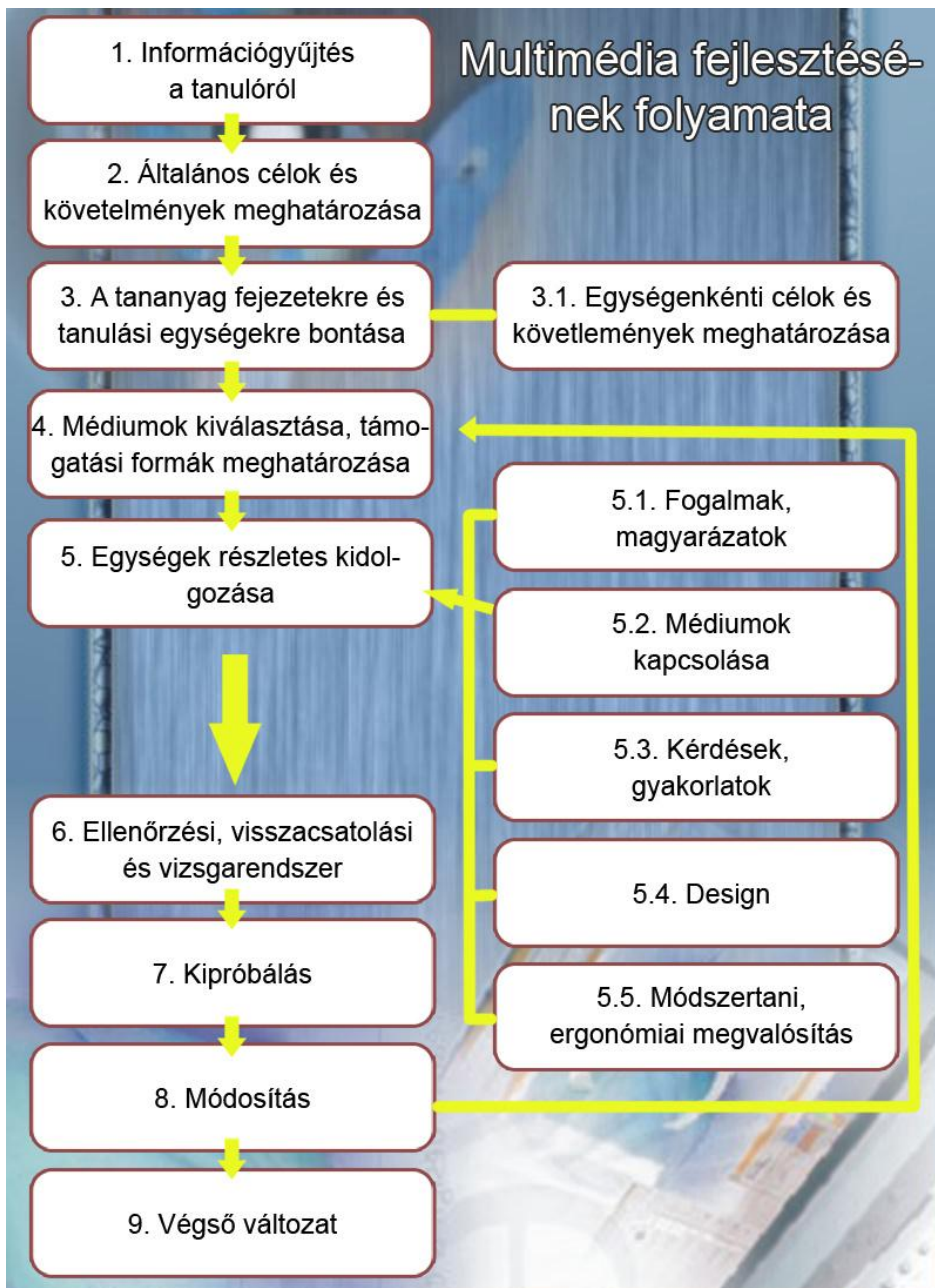 Multimédia fejlesztésé-
nek folyamata
1. Információgyűjtés
a tanulóról
2. Általános célok és
követelmények meghatározása
3. A tananyag fejezetekre és
tanulási egységekre bontása
3.1. Egységenkénti célok és
követlemények meghatározása
4. Médiumok kiválasztása, támo-
gatási formák meghatározása
5. Egységek részletes kidol-
gozása
5.1. Fogalmak,
magyarázatok
5.2. Médiumok
kapcsolása
5.3. Kérdések,
gyakorlatok
5.4. Design
5.5. Módszertani,
ergonómiai megvalósítás
6. Ellenőrzési, visszacsatolási
és vizsgarendszer
7. Kipróbálás
8. Módosítás
9. Végső változat